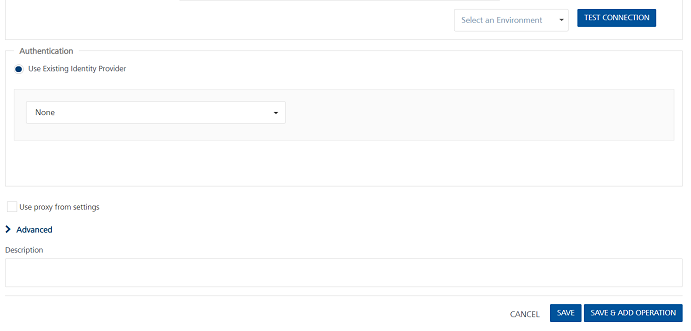 Select an Environment
TEST CONNECTION
Authentication
Use Existing Identity Provider
None
Use proxy from settings
Advanced
Description
CANCEL
SAVE
SAVE & ADD OPERATION